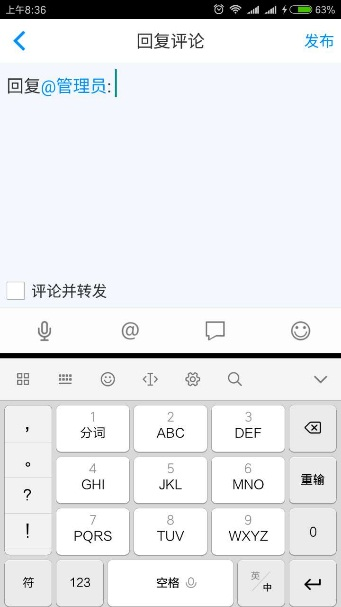 上午8:36 63%
回复评论 发布
回复@管理员:
评论并转发
@
, 1 2 3
分词 ABC DEF
。 4 5 6 重输
GHI JKL MNO
? 7 8 9 0
! PQRS TUV WXYZ
符 123 空格 英/中